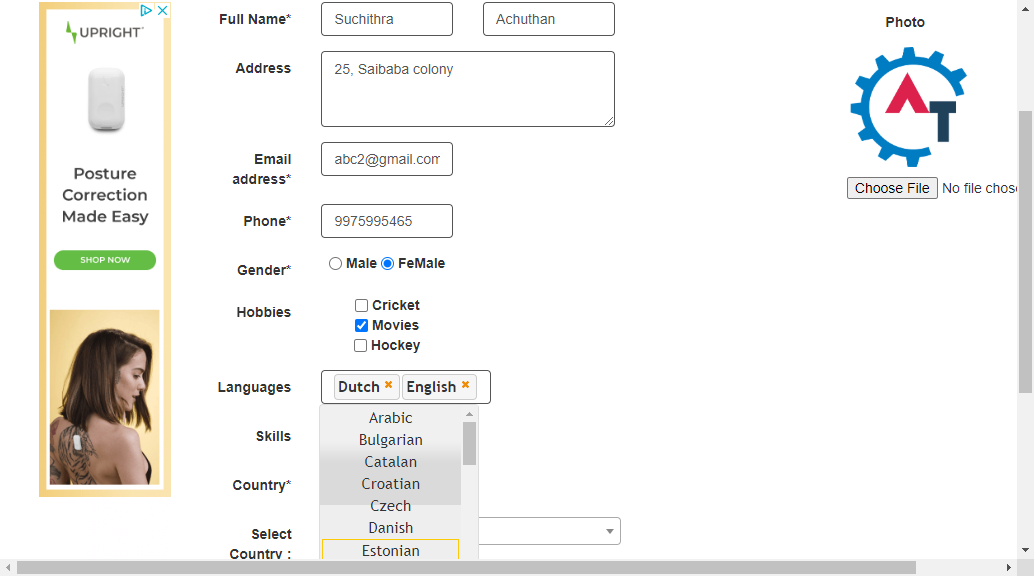 UPRIGHT
Posture
Correction
Made Easy
SHOP NOW
Full Name*
Suchithra
Achuthan
Address
25, Saibaba colony
Email
address*
abc2@gmail.com
Phone*
9975995465
Gender*
Male
FeMale
Hobbies
Cricket
Movies
Hockey
Languages
Dutch
English
Arabic
Bulgarian
Catalan
Croatian
Czech
Danish
Estonian
Skills
Country*
Select
Country :
Photo
AT
Choose File
No file chose